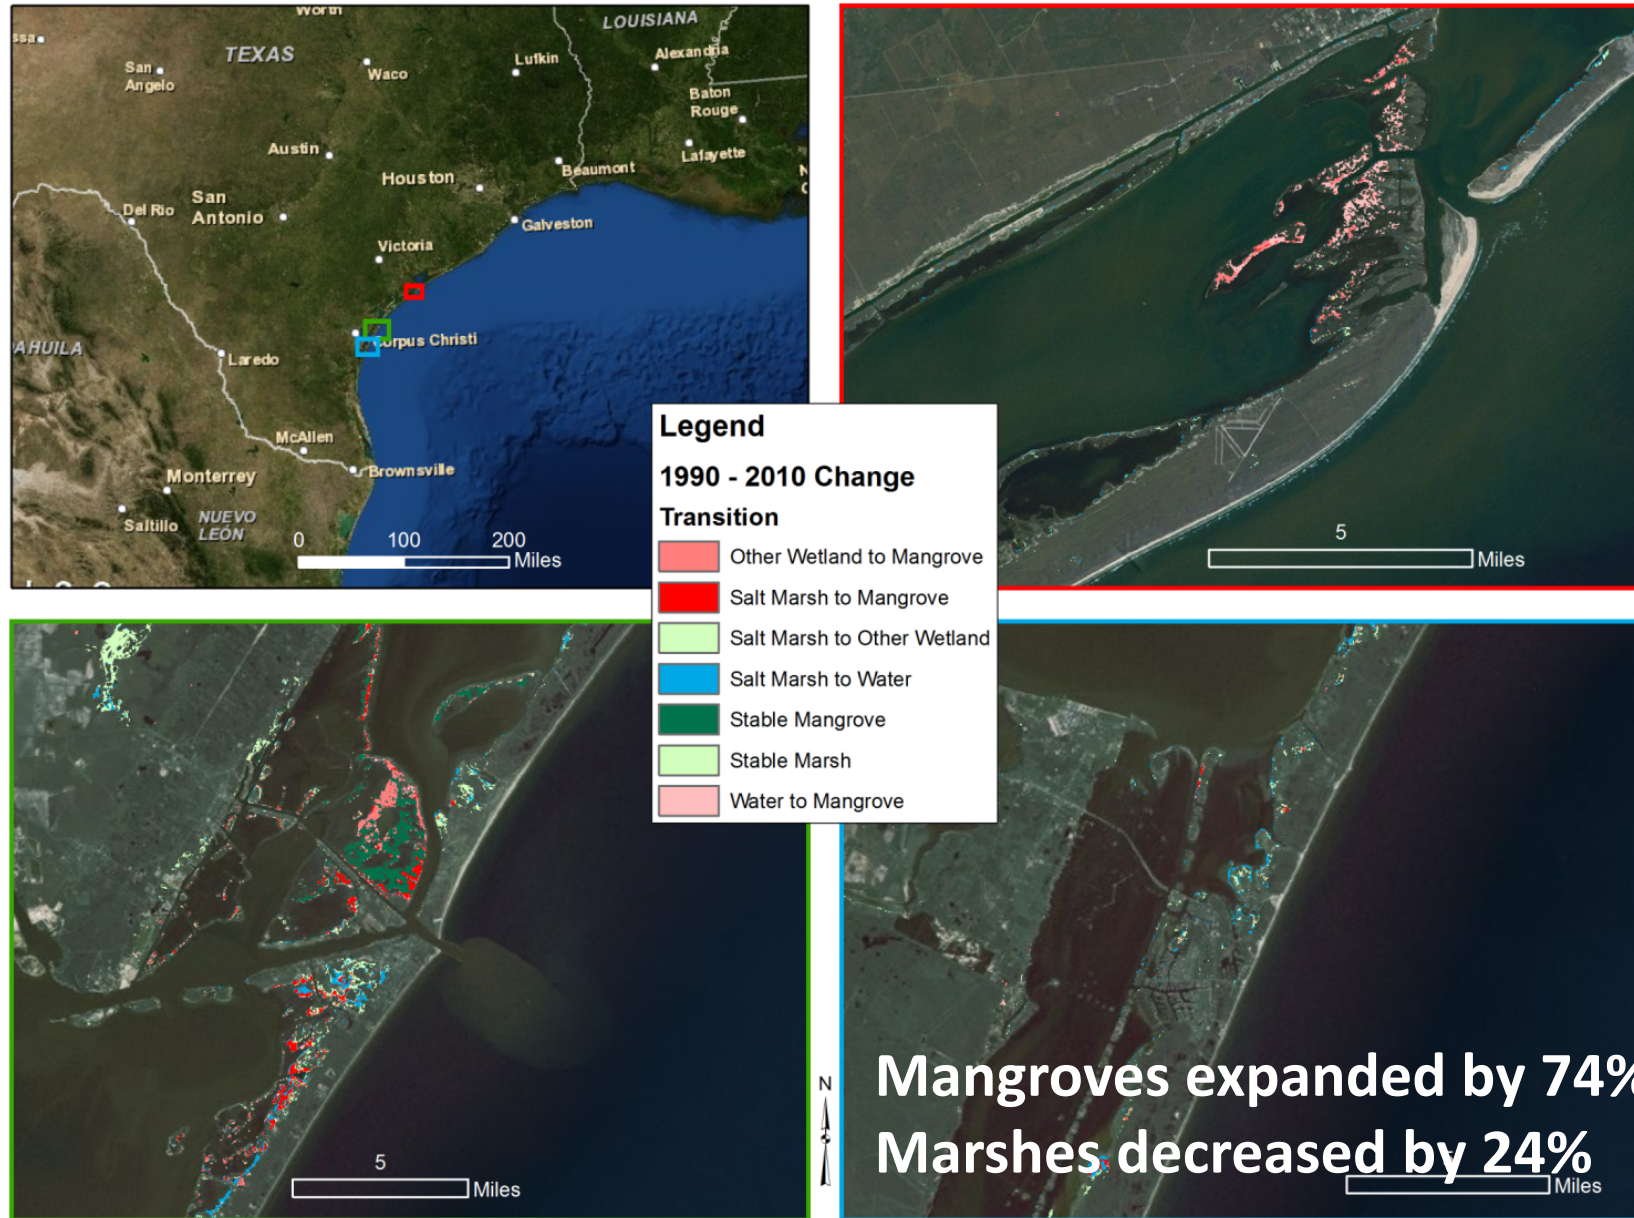 Worth
LOUISIANA
TEXAS
ssa
San
Angelo
Waco
Lufkin
Alexandria
Baton
Rouge
Austin
Lafayette
Houston
Beaumont
San
Antonio
Del Rio
Galveston
Victoria
Corpus Christi
AHUILA
Laredo
McAllen
Brownsville
Monterrey
Saltillo
NUEVO
LEÓN
0 100 200
Miles
5
Miles
Legend
1990 - 2010 Change
Transition
Other Wetland to Mangrove
Salt Marsh to Mangrove
Salt Marsh to Other Wetland
Salt Marsh to Water
Stable Mangrove
Stable Marsh
Water to Mangrove
5
Miles
N
Mangroves expanded by 74%
Marshes decreased by 24%
Miles